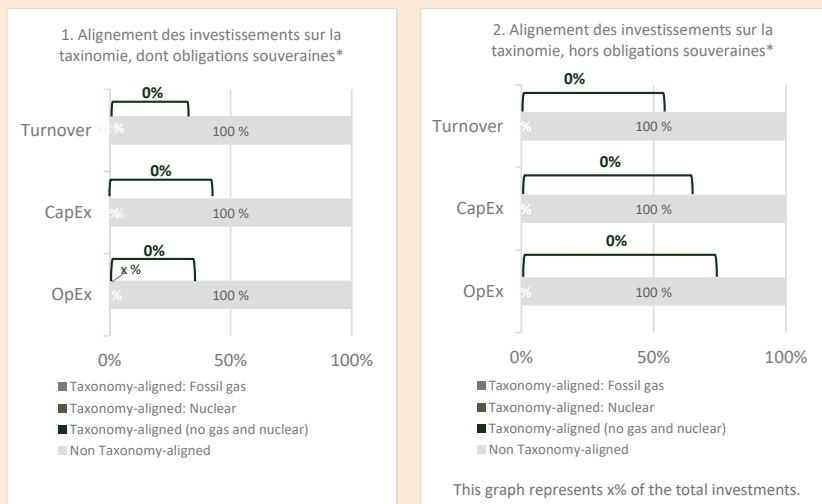 1. Alignement des investissements sur la
taxinomie, dont obligations souveraines*
0%
Turnover
100 %
0%
CapEx
100 %
0%
x %
OpEx
%
100 %
0%
50%
100%
Taxonomy-aligned: Fossil gas
Taxonomy-aligned: Nuclear
Taxonomy-aligned (no gas and nuclear)
Non Taxonomy-aligned
2. Alignement des investissements sur la
taxinomie, hors obligations souveraines*
0%
Turnover
%
100 %
0%
CapEx
%
100 %
0%
OpEx
%
100 %
0%
50%
100%
Taxonomy-aligned: Fossil gas
Taxonomy-aligned: Nuclear
Taxonomy-aligned (no gas and nuclear)
Non Taxonomy-aligned
This graph represents x% of the total investments.